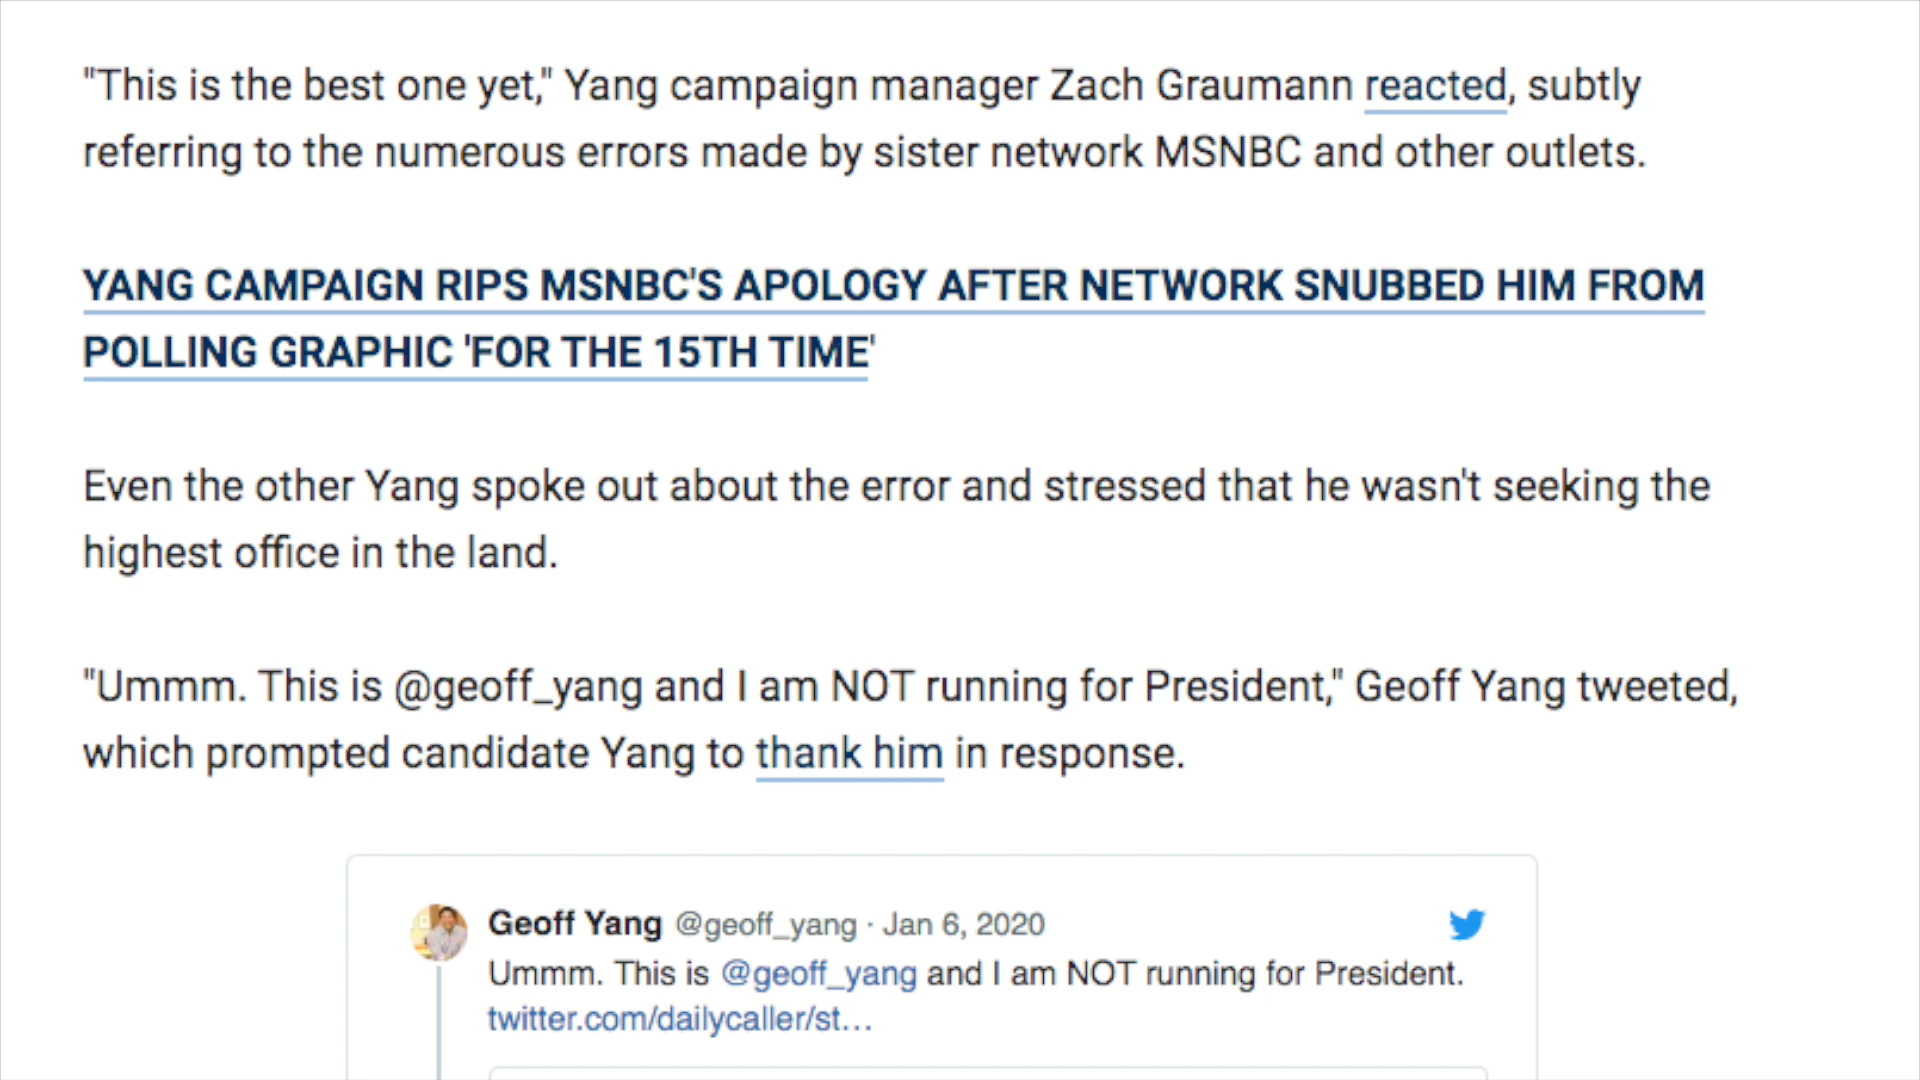 "This is the best one yet," Yang campaign manager Zach Graumann reacted, subtly
referring to the numerous errors made by sister network MSNBC and other outlets.
YANG CAMPAIGN RIPS MSNBC'S APOLOGY AFTER NETWORK SNUBBED HIM FROM
POLLING GRAPHIC 'FOR THE 15TH TIME'
Even the other Yang spoke out about the error and stressed that he wasn't seeking the
highest office in the land.
"Ummm. This is @geoff_yang and I am NOT running for President," Geoff Yang tweeted,
which prompted candidate Yang to thank him in response.
Geoff Yang @geoff_yang · Jan 6, 2020
Ummm. This is @geoff_yang and I am NOT running for President.
twitter.com/dailycaller/st…